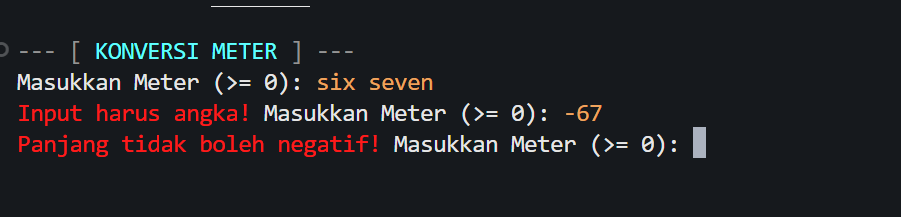 --- [ KONVERSI METER ] ---
Masukkan Meter (>= 0): six seven
Input harus angka! Masukkan Meter (>= 0): -67
Panjang tidak boleh negatif! Masukkan Meter (>= 0):